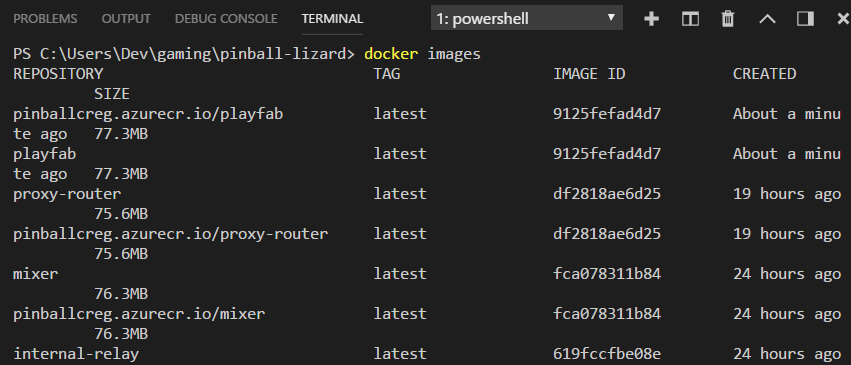 PROBLEMS OUTPUT DEBUG CONSOLE TERMINAL 1: powershell
PS C:\Users\Dev\gaming\pinball-lizard> docker images
REPOSITORY TAG IMAGE ID CREATED
SIZE
pinballcreg.azurecr.io/playfab latest 9125fefad4d7 About a minu
te ago 77.3MB
playfab latest 9125fefad4d7 About a minu
te ago 77.3MB
proxy-router latest df2818ae6d25 19 hours ago
75.6MB
pinballcreg.azurecr.io/proxy-router latest df2818ae6d25 19 hours ago
75.6MB
mixer latest fca078311b84 24 hours ago
76.3MB
pinballcreg.azurecr.io/mixer latest fca078311b84 24 hours ago
76.3MB
internal-relay latest 619fccfbe08e 24 hours ago